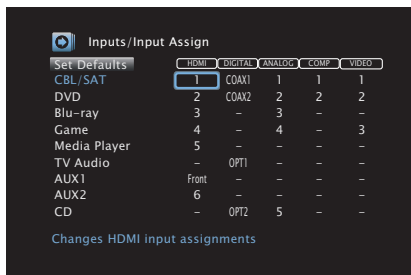 Inputs/Input Assign
Set Defaults HDMI DIGITAL ANALOG COMP VIDEO
CBL/SAT 1 COAX1 1 1 1
DVD 2 COAX2 2 2 2
Blu-ray 3 – 3 – –
Game 4 – 4 – 3
Media Player 5 – – – –
TV Audio – OPT1 – – –
AUX1 Front – – – –
AUX2 6 – – – –
CD – OPT2 5 – –
Changes HDMI input assignments